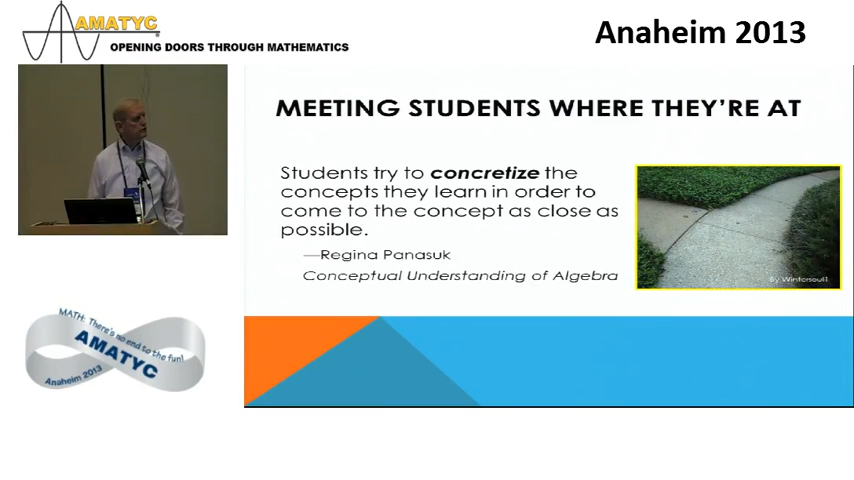 AMATYC
OPENING DOORS THROUGH MATHEMATICS
Anaheim 2013
MEETING STUDENTS WHERE THEY'RE AT
Students try to concretize the
concepts they learn in order to
come to the concept as close as
possible.
—Regina Panasuk
Conceptual Understanding of Algebra
By Wintersoul1
MATH: There's no end to the fun!
AMATYC
Anaheim 2013